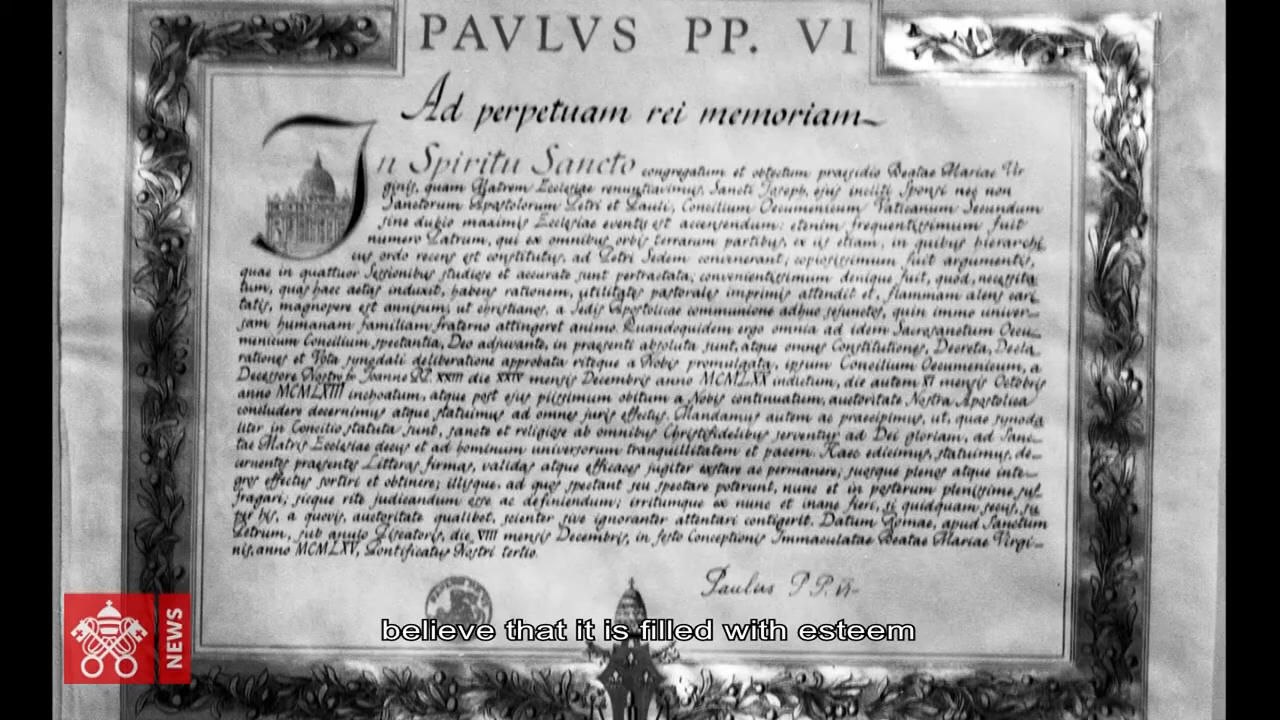 PAVLVS PP. VI
Ad perpetuam rei memoriam
In Spiritu Sancto congregatum et obtectum praesidio Beatae Mariae Vir
ginis, quam Matrem Ecclesiae renuntiavimus, Sancti Joseph, ejus incliti Sponsi nec non
Sanctorum Apostolorum Petri et Pauli, Concilium Oecumenicum Vaticanum Secundum
sine dubio maximis Ecclesiae eventis est accensendum: etenim frequentissimum fuit
numero Patrum, qui ex omnibus orbis terrarum partibus, ex iis etiam, in quibus hierarchi
cus ordo recens est constitutus, ad Petri Sedem convenerant; copiosissimum fuit argumentis,
quae in quattuor Sessionibus studiose et accurate sunt pertractata; convenientissimum denique fuit, quod, necessita
tum, quas haec aetas induxit, habens rationem, utilitates pastorales imprimis attendit et, flammam alens cari
tatis, magnopere est annisum, ut christianos, a Sedis Apostolicae communione adhuc sejunctos, quin immo univer-
sam humanam familiam fraterno attingeret animo. Quandoquidem ergo omnia ad idem Sacrosanctum Oecu-
menicum Concilium spectantia, Deo adjuvante, in praesenti absoluta sunt, atque omnes Constitutiones, Decreta, Decla
rationes et Vota synodali deliberatione approbata riteque a Nobis promulgata, ipsum Concilium Oecumenicum, a
Decessore Nostro fr Joanne PP. XXIII die XXIV mensis Decembris anno MCMLXX indictum, die autem XI mensis Octobris
anno MCMLXIII inchoatum, atque post ejus piissimum obitum a Nobis continuatum, auctoritate Nostra Apostolica
concludere decernimus atque statuimus ad omnes juris effectus. Mandamus autem ac praecipimus, ut, quae synoda
liter in Concilio statuta sunt, sancte et religiose ab omnibus Christifidelibus serventur ad Dei gloriam, ad Sanc-
tae Matris Ecclesiae decus et ad hominum universorum tranquillitatem et pacem. Haec edicimus, statuimus, de-
cernentes praesentes Litteras firmas, validas atque efficaces jugiter exstare ac permanere; suosque plenos atque inte-
gros effectus sortiri et obtinere; illisque, ad quos spectant seu spectare poterunt, nunc et in posterum plenissime suf
fragari; sicque rite judicandum esse ac definiendum; irritumque ex nunc et inane fieri, si quidquam secus, su
per his, a quovis, auctoritate qualibet, scienter sive ignoranter attentari contigerit. Datum Romae, apud Sanctum
Petrum, sub anulo Piscatoris, die VIII mensis Decembris, in festo Conceptionis Immaculatae Beatae Mariae Virgi-
nis, anno MCMLXV, Pontificatus Nostri tertio.
Paulus PP. VI
believe that it is filled with esteem
NEWS